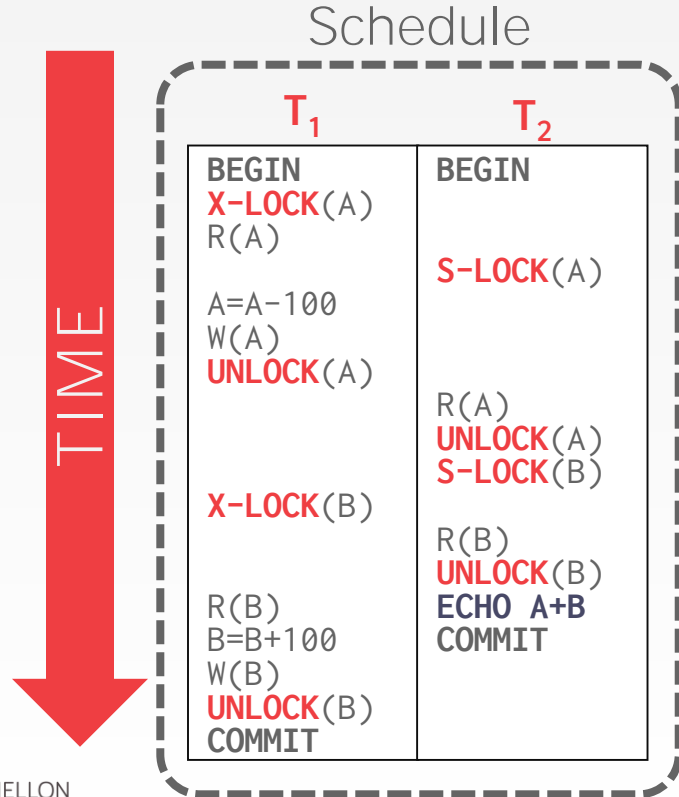 Schedule
TIME
T₁ T₂
BEGIN BEGIN
X-LOCK(A)
R(A)
S-LOCK(A)
A=A-100
W(A)
UNLOCK(A)
R(A)
UNLOCK(A)
S-LOCK(B)
X-LOCK(B)
R(B)
UNLOCK(B)
R(B) ECHO A+B
B=B+100 COMMIT
W(B)
UNLOCK(B)
COMMIT